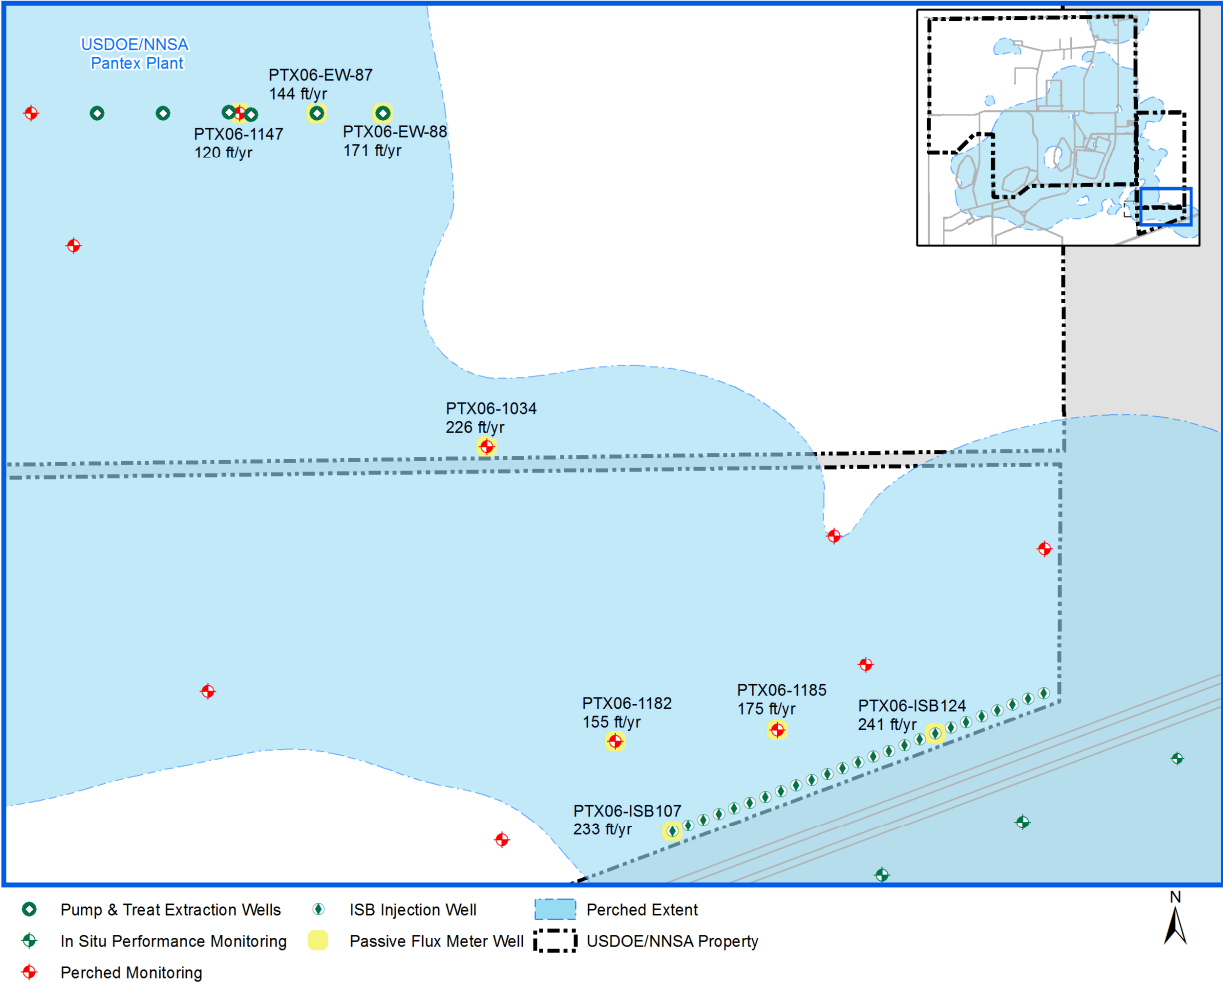 USDOE/NNSA
Pantex Plant
PTX06-EW-87
144 ft/yr
PTX06-1147
120 ft/yr
PTX06-EW-88
171 ft/yr
PTX06-1034
226 ft/yr
PTX06-1182
155 ft/yr
PTX06-1185
175 ft/yr
PTX06-ISB124
241 ft/yr
PTX06-ISB107
233 ft/yr
Pump & Treat Extraction Wells
In Situ Performance Monitoring
Perched Monitoring
ISB Injection Well
Passive Flux Meter Well
Perched Extent
USDOE/NNSA Property
N